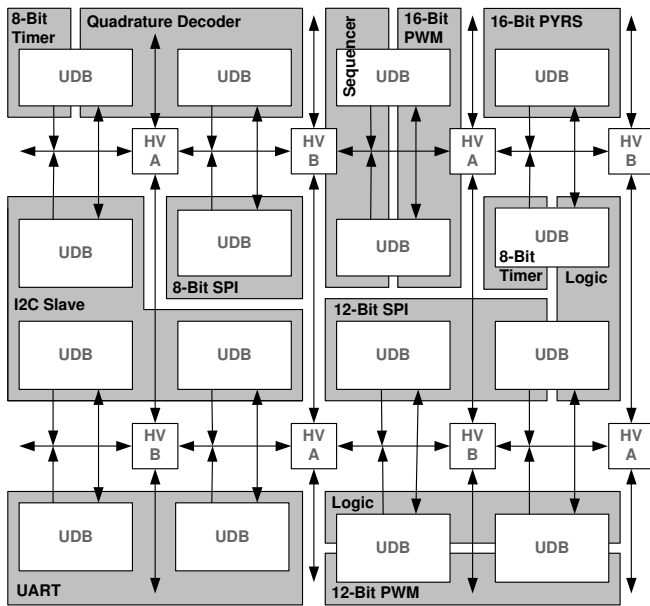 8-Bit
Timer
Quadrature Decoder
Sequencer
16-Bit
PWM
16-Bit PYRS
UDB
UDB
UDB
UDB
HV
A
HV
B
HV
A
HV
B
UDB
UDB
UDB
UDB
8-Bit SPI
8-Bit
Timer
Logic
I2C Slave
12-Bit SPI
UDB
UDB
UDB
UDB
HV
B
HV
A
HV
B
HV
A
Logic
UDB
UDB
UDB
UDB
UART
12-Bit PWM